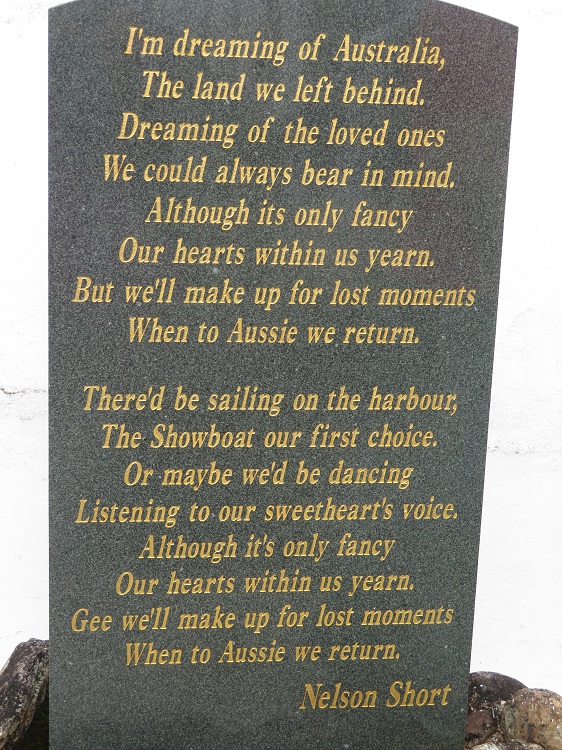 I'm dreaming of Australia,
The land we left behind.
Dreaming of the loved ones
We could always bear in mind.
Although its only fancy
Our hearts within us yearn.
But we'll make up for lost moments
When to Aussie we return.
There'd be sailing on the harbour,
The Showboat our first choice.
Or maybe we'd be dancing
Listening to our sweetheart's voice.
Although it's only fancy
Our hearts within us yearn.
Gee we'll make up for lost moments
When to Aussie we return.
Nelson Short